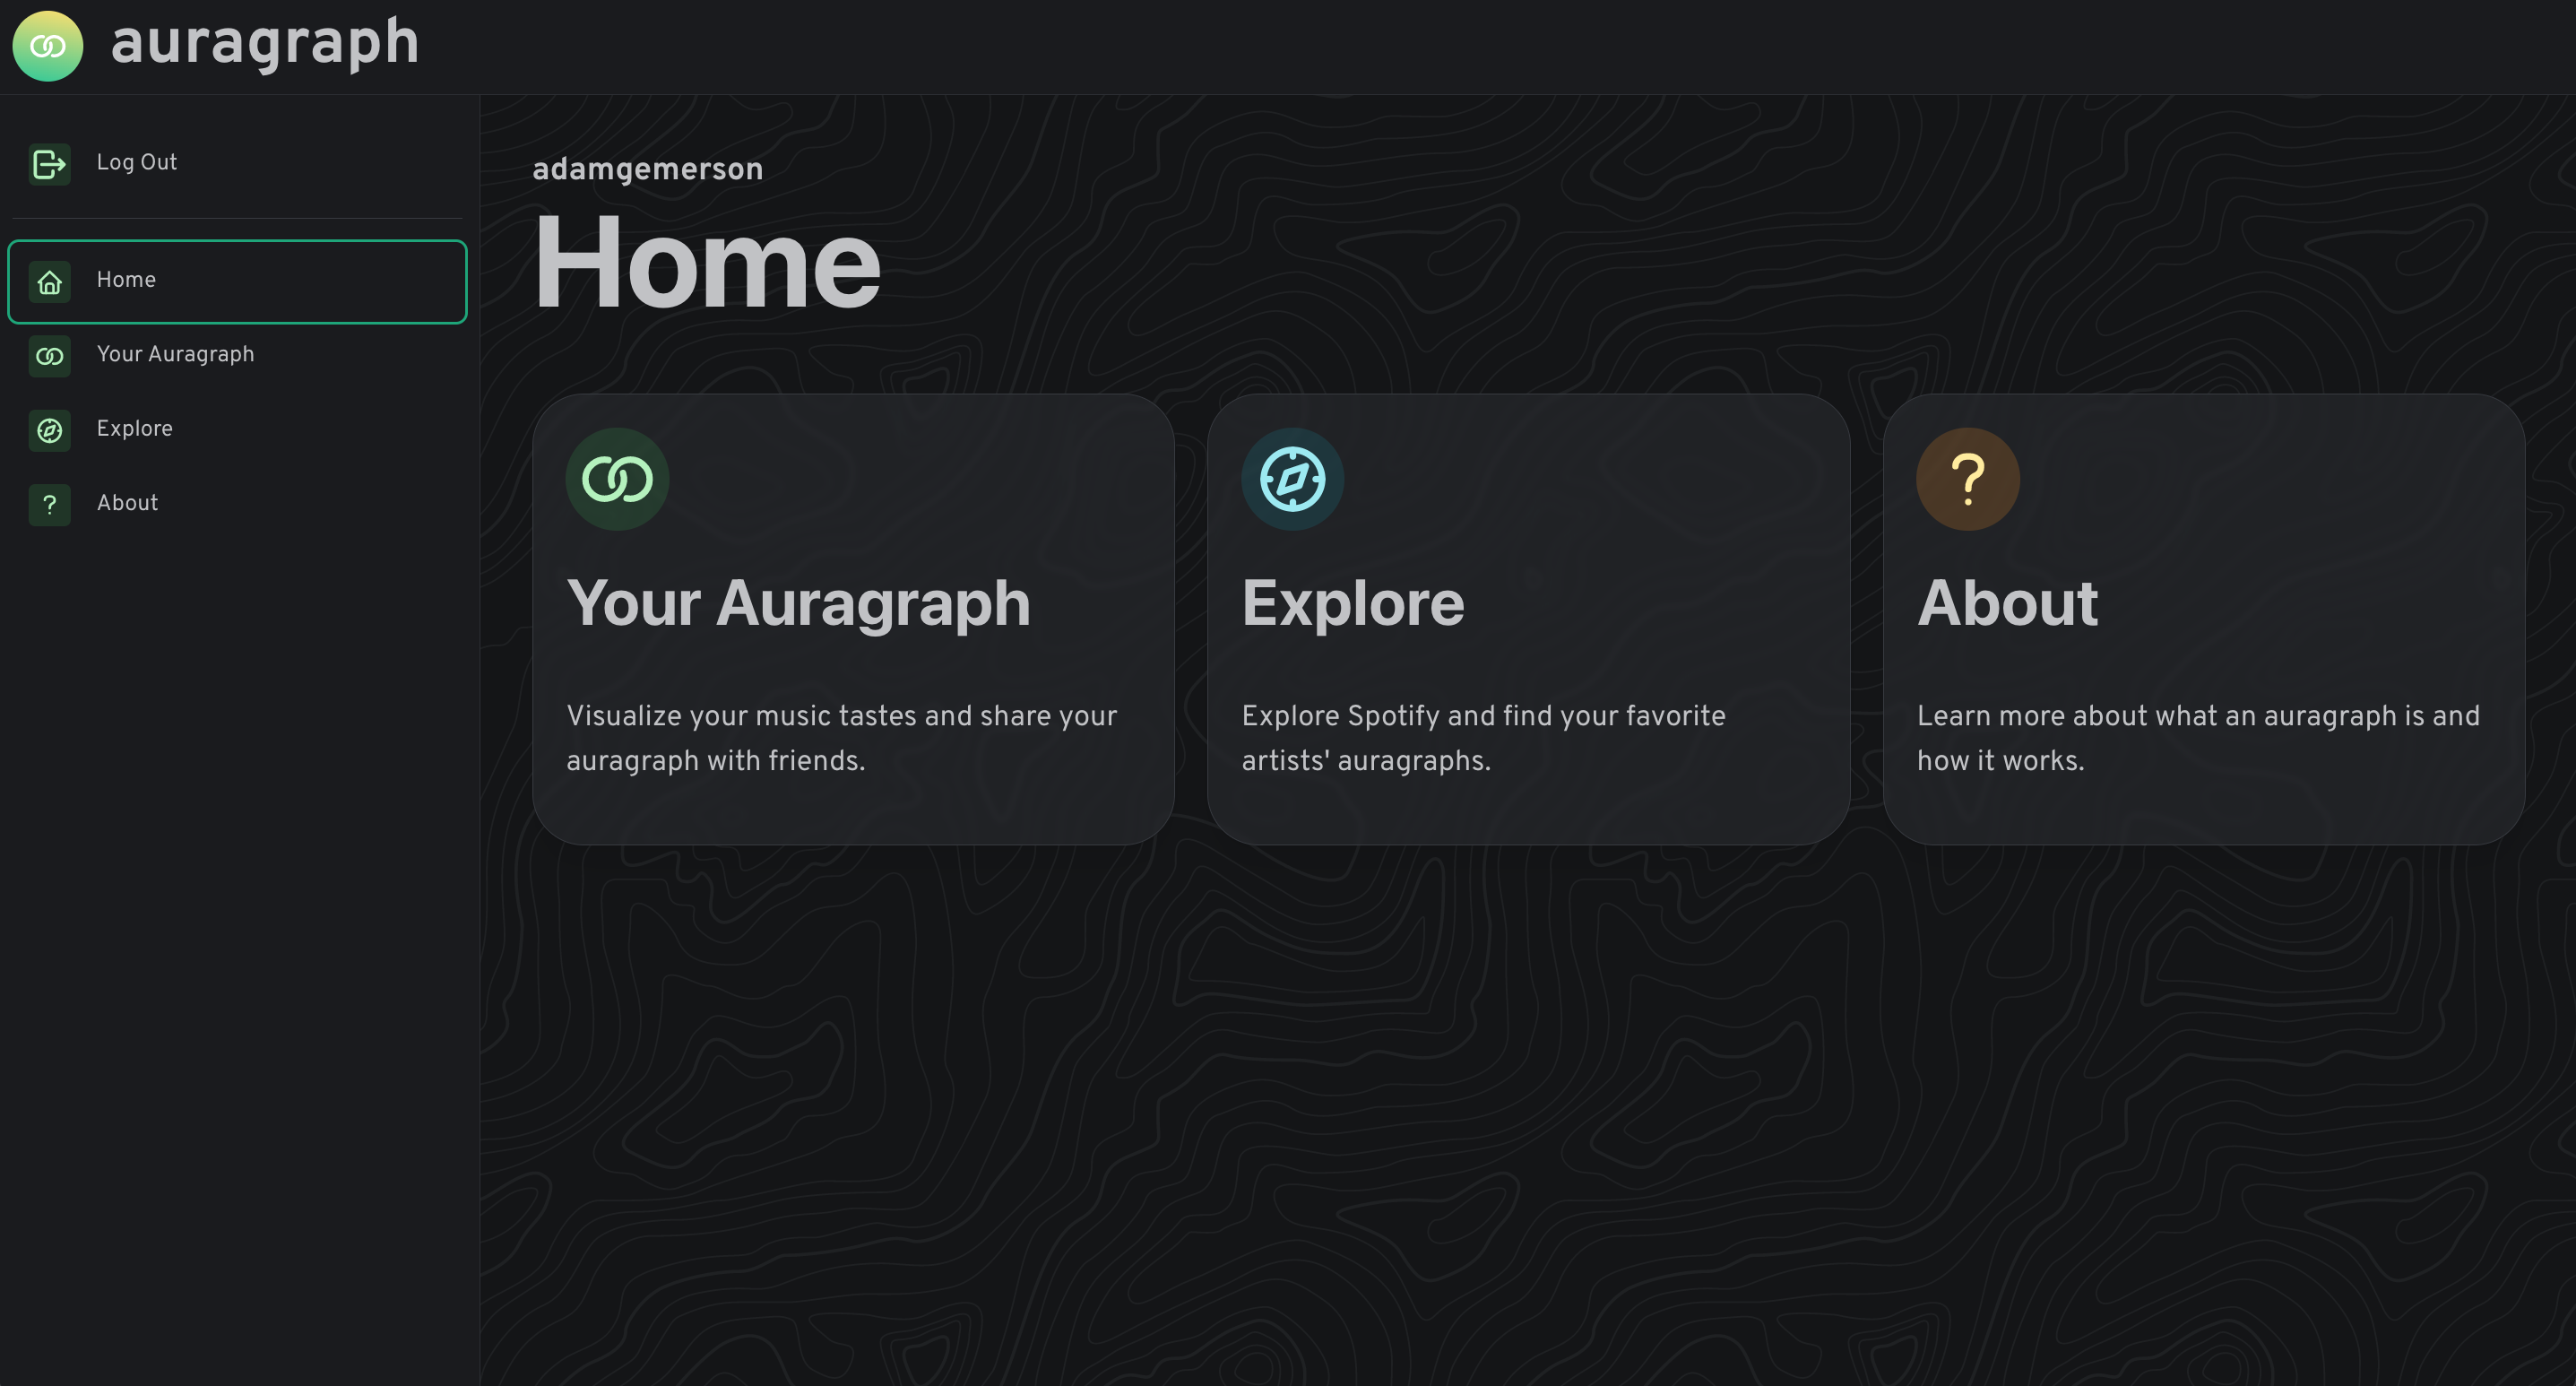 auragraph
Log Out
Home
Your Auragraph
Explore
About
adamgemerson
Home
Your Auragraph
Visualize your music tastes and share your
auragraph with friends.
Explore
Explore Spotify and find your favorite
artists' auragraphs.
?
About
Learn more about what an auragraph is and
how it works.